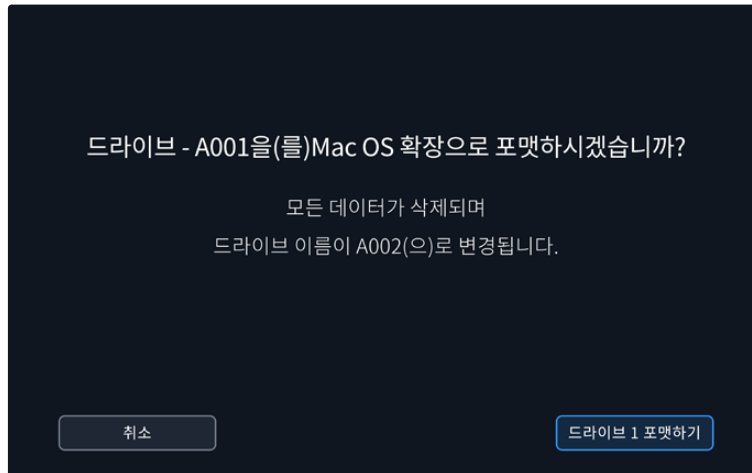 드라이브 - A001을(를)Mac OS 확장으로 포맷하시겠습니까?
모든 데이터가 삭제되며
드라이브 이름이 A002(으)로 변경됩니다.
취소
드라이브 1 포맷하기